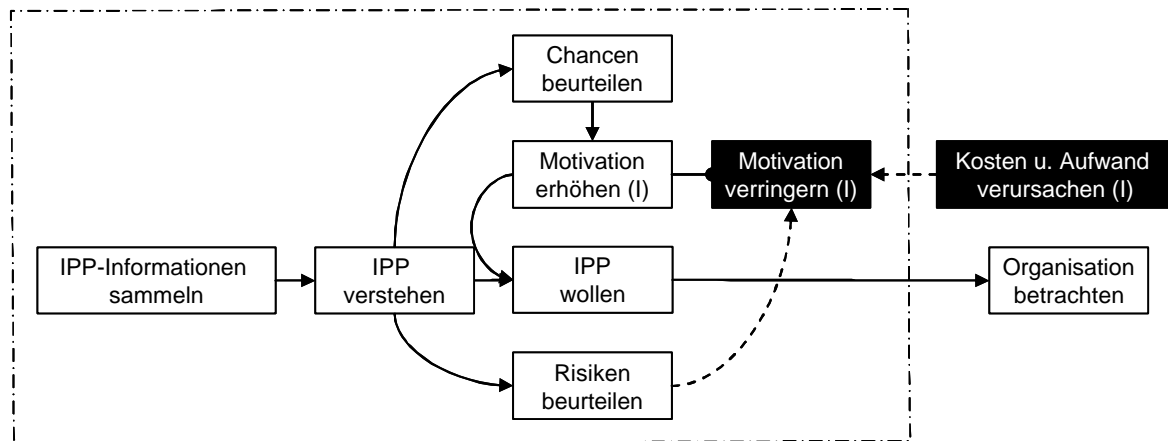 Chancen
beurteilen
Motivation
erhöhen (I)
Motivation
verringern (I)
Kosten u. Aufwand
verursachen (I)
IPP-Informationen
sammeln
IPP
verstehen
IPP
wollen
Organisation
betrachten
Risiken
beurteilen